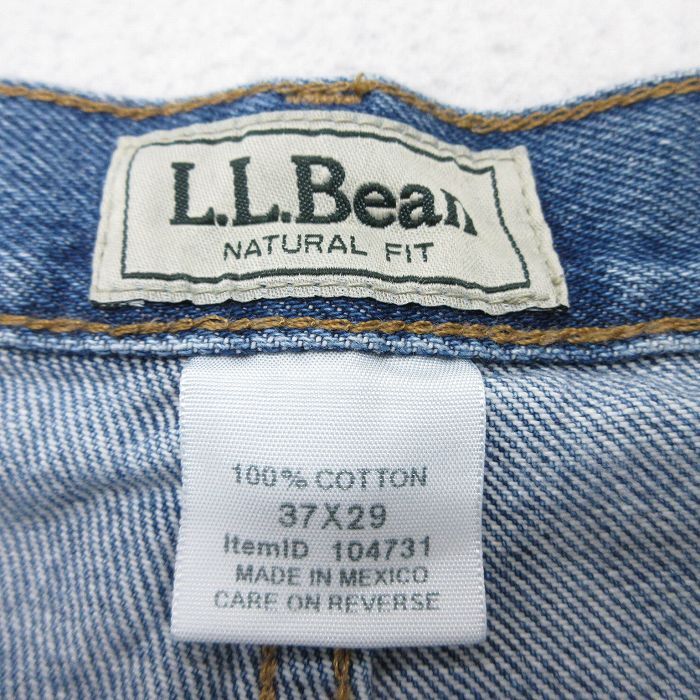 L.L.Bean
NATURAL FIT
100% COTTON
37X29
ItemID 104731
MADE IN MEXICO
CARE ON REVERSE